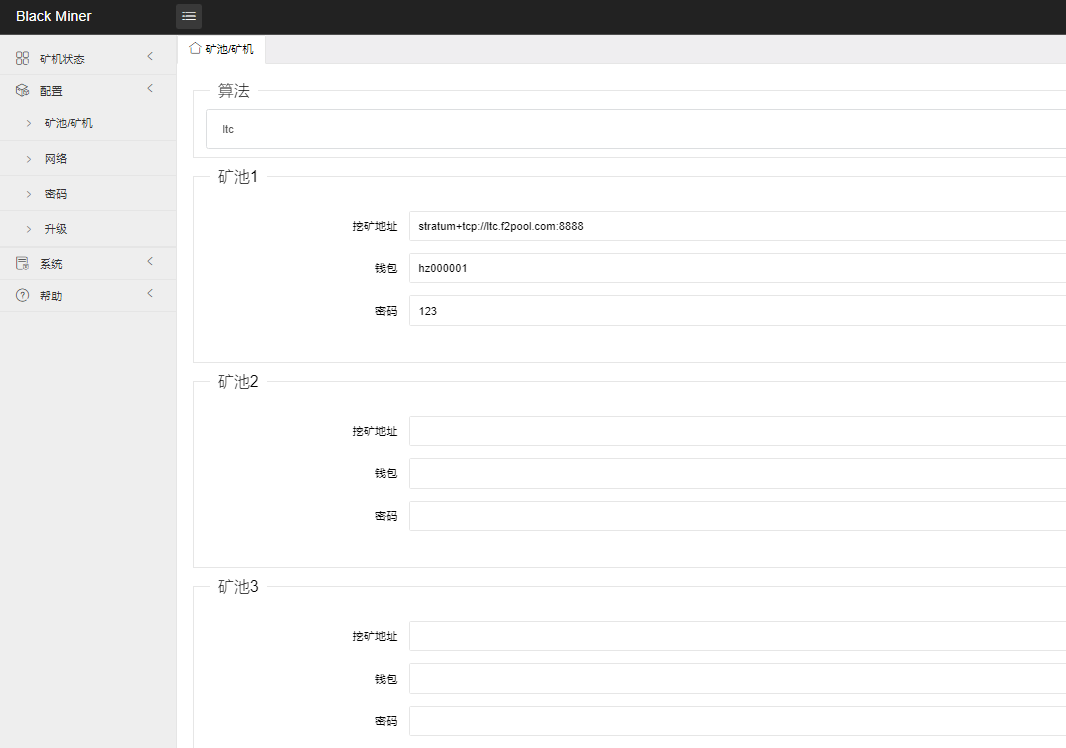 Black Miner
矿机状态
配置
矿池/矿机
网络
密码
升级
系统
帮助
矿池/矿机
算法
ltc
矿池1
挖矿地址 stratum+tcp://ltc.f2pool.com:8888
钱包 hz000001
密码 123
矿池2
挖矿地址
钱包
密码
矿池3
挖矿地址
钱包
密码